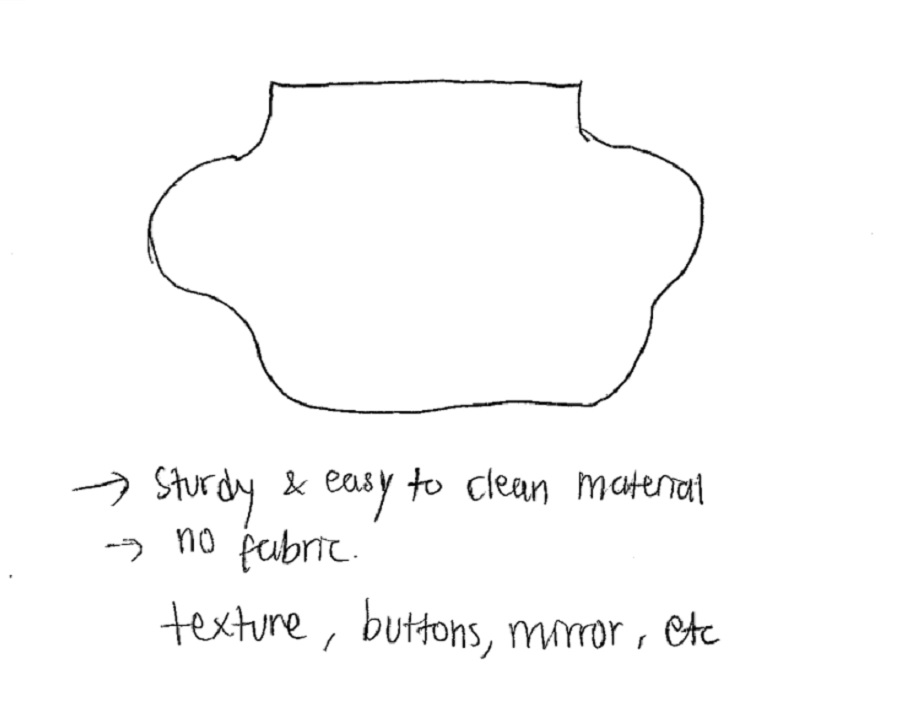 → sturdy & easy to clean material
→ no fabric.
texture, buttons, mirror, etc